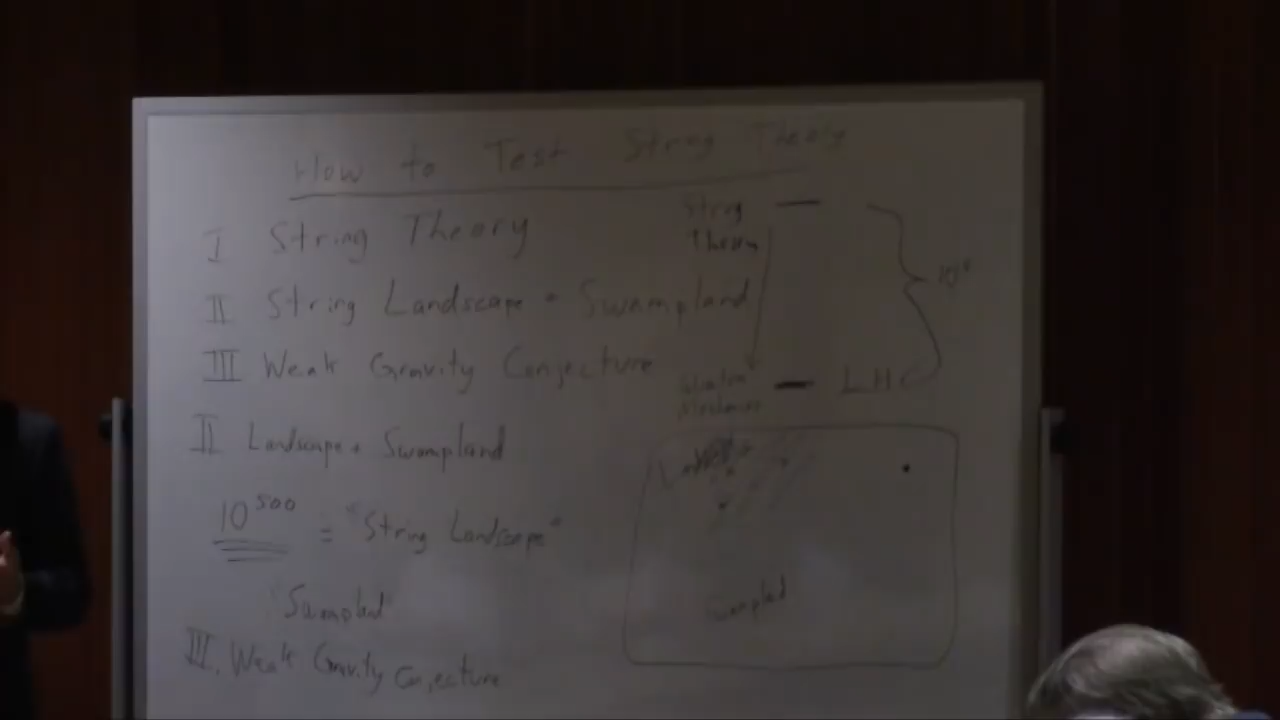 How to Test String Theory
I String Theory
II String Landscape + Swampland
III Weak Gravity Conjecture
II Landscape + Swampland
10^500 = "String Landscape"
"Swampland"
III. Weak Gravity Conjecture
String
Theory
LHC